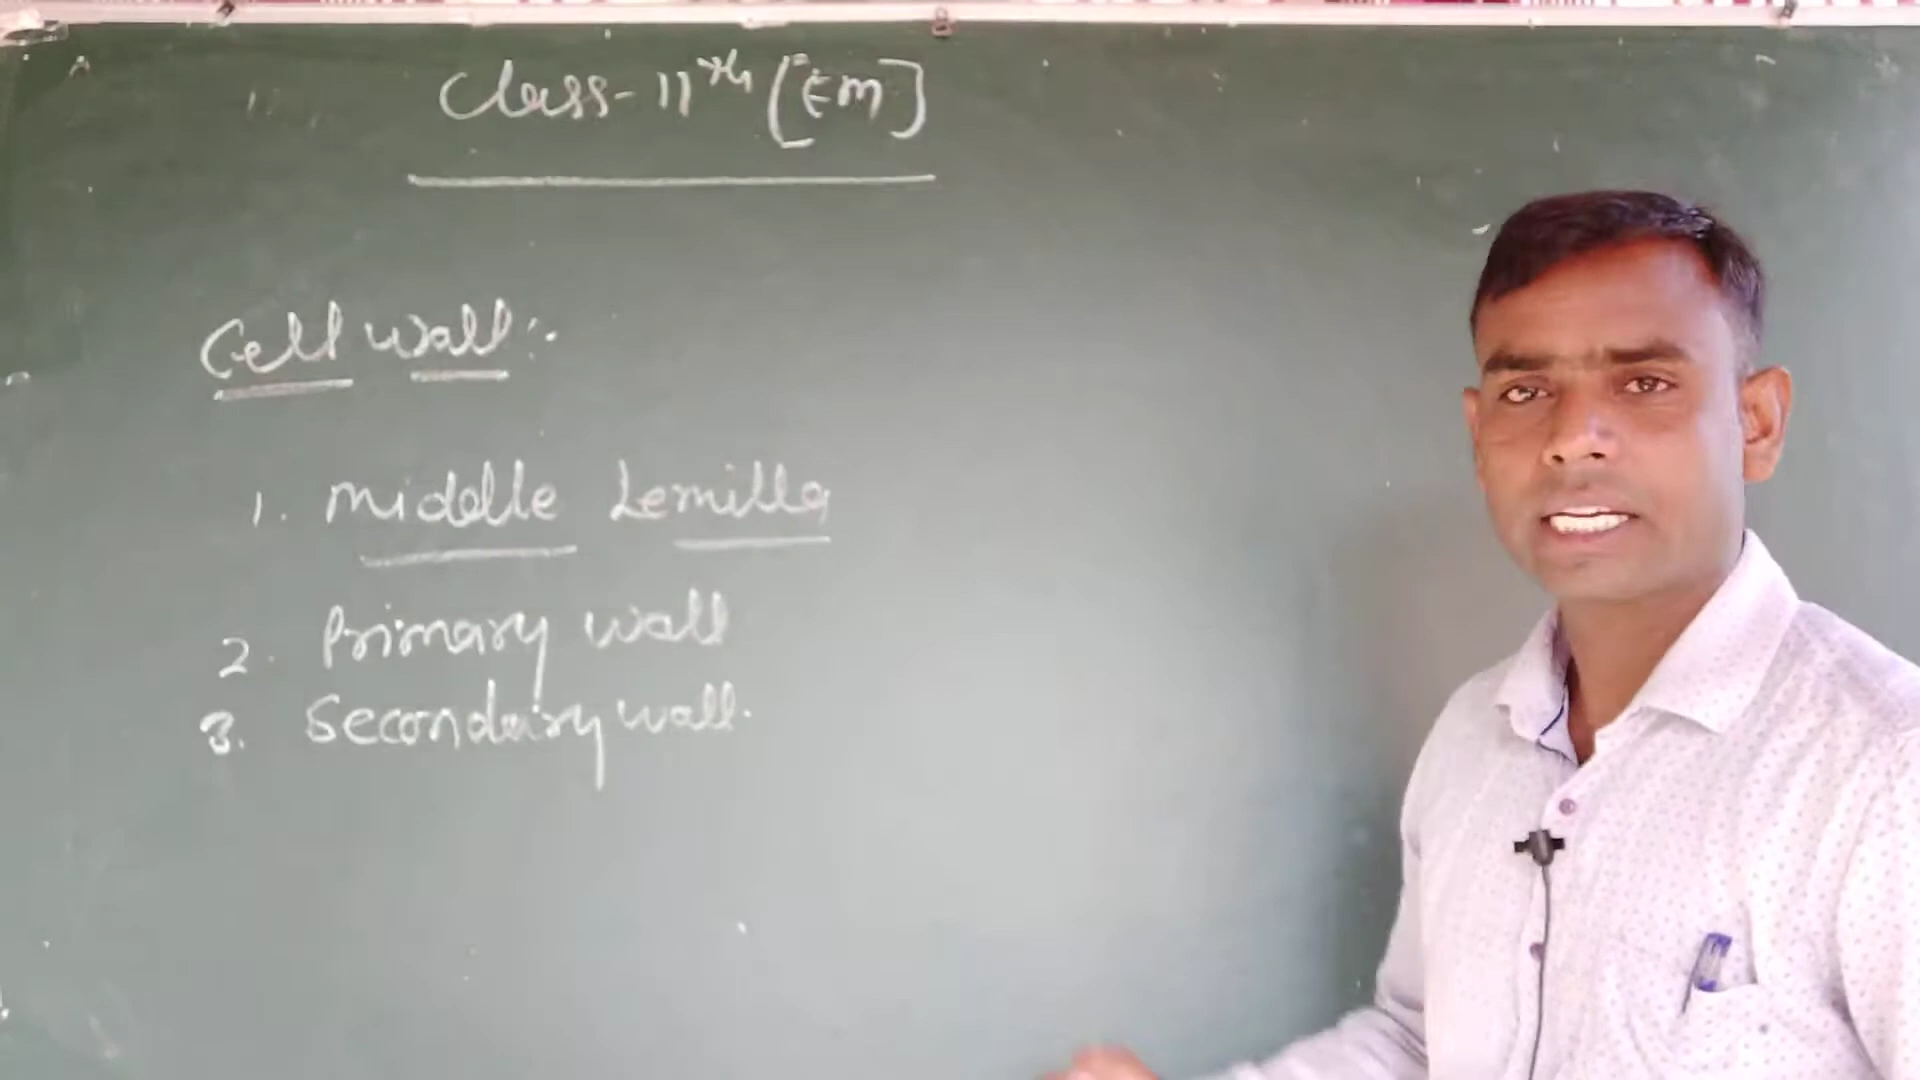 Class-11th [EM]
Cell wall:-
1. Middle Lemilla
2. Primary wall
3. Secondary wall.